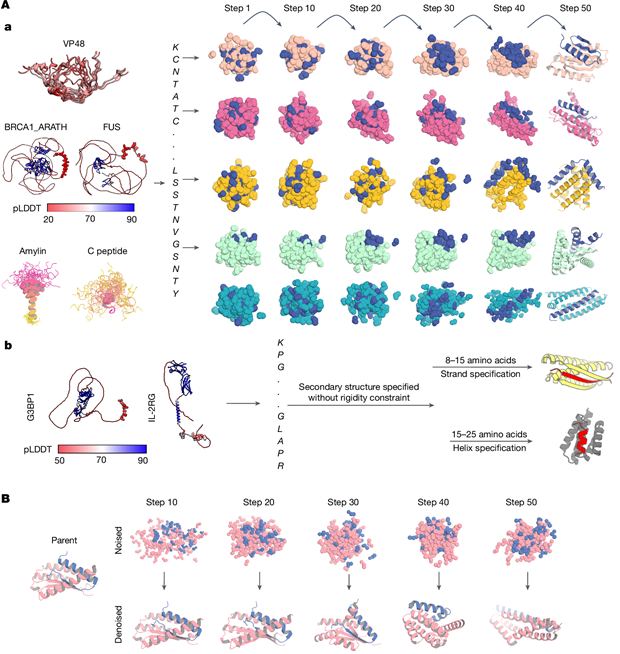 A
a
VP48
BRCA1_ARATH
FUS
pLDDT
20
70
90
Amylin
C peptide
K
C
N
T
A
T
C
.
.
.
L
S
S
T
N
V
G
S
N
T
Y
Step 1
Step 10
Step 20
Step 30
Step 40
Step 50
b
G3BP1
IL-2RG
pLDDT
50
70
90
K
P
G
.
.
.
G
L
A
P
R
Secondary structure specified
without rigidity constraint
8–15 amino acids
Strand specification
15–25 amino acids
Helix specification
B
Parent
Noised
Denoised
Step 10
Step 20
Step 30
Step 40
Step 50